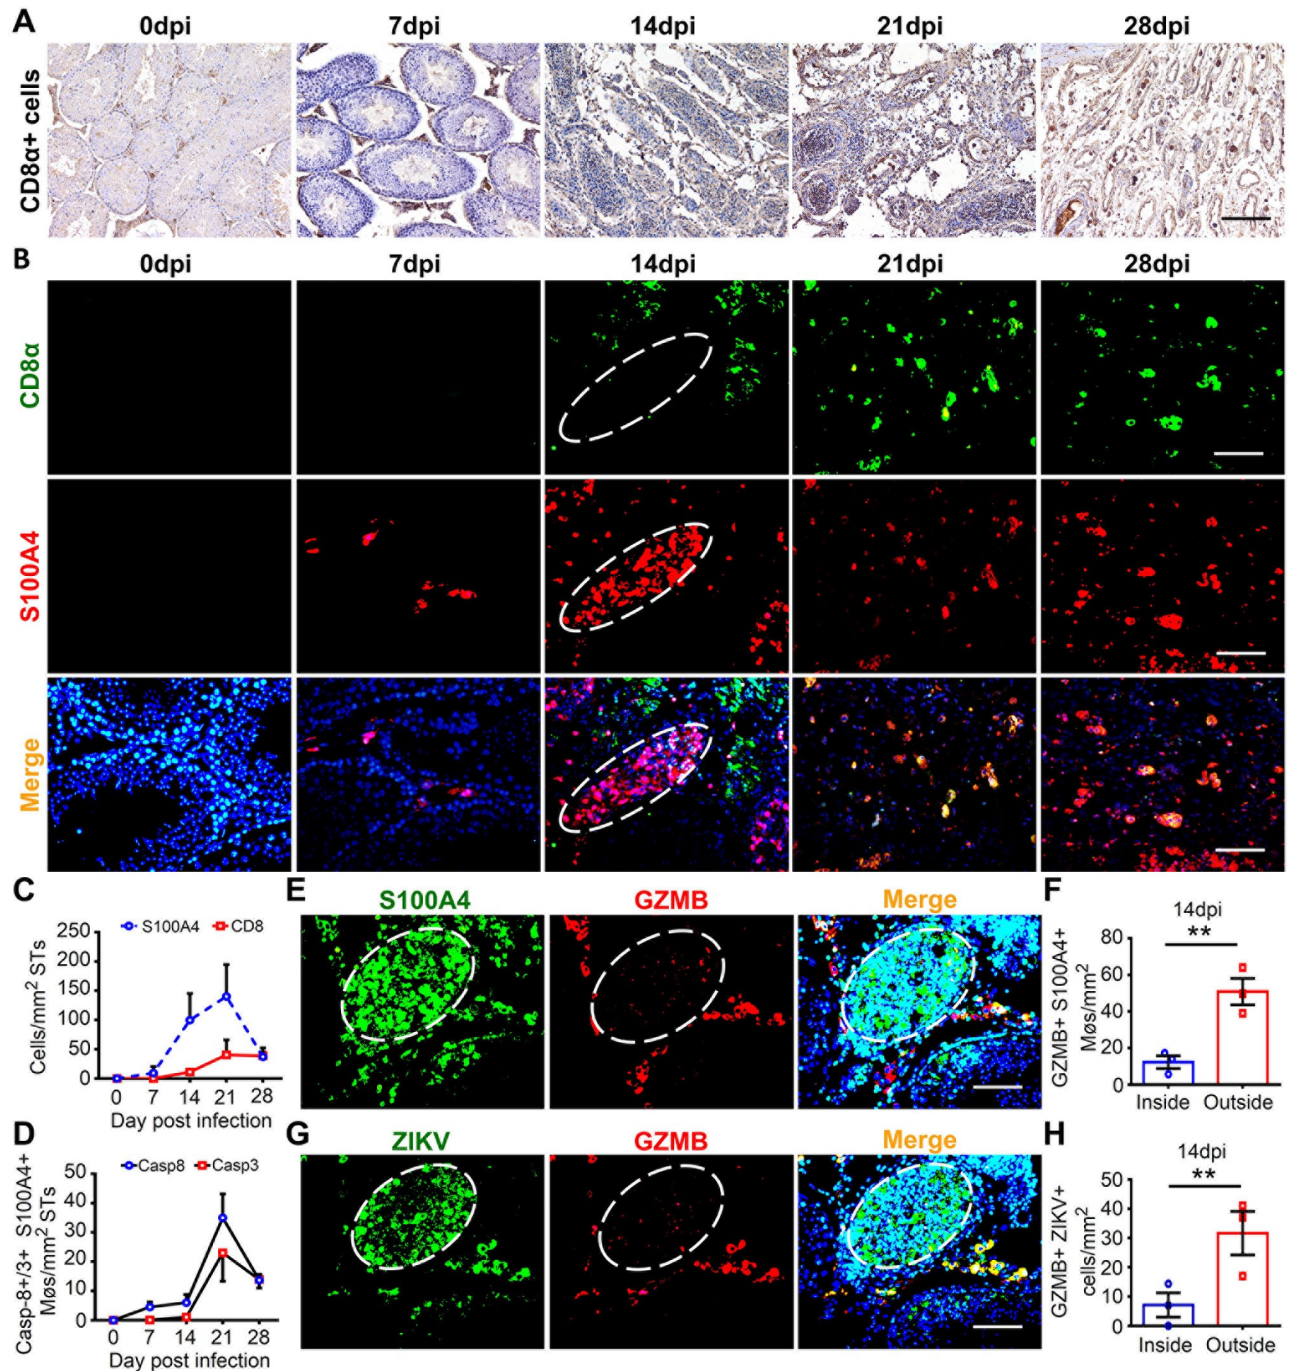 A
0dpi 7dpi 14dpi 21dpi 28dpi
CD8α+ cells
B
0dpi 7dpi 14dpi 21dpi 28dpi
CD8α
S100A4
Merge
C
S100A4 CD8
Cells/mm² STs
250
200
150
100
50
0
0 7 14 21 28
Day post infection
D
Casp8 Casp3
Casp-8+/3+ S100A4+
Møs/mm² STs
50
40
30
20
10
0
0 7 14 21 28
Day post infection
E
S100A4 GZMB Merge
F
14dpi
**
GZMB+ S100A4+
Møs/mm²
80
60
40
20
0
Inside Outside
G
ZIKV GZMB Merge
H
14dpi
**
GZMB+ ZIKV+
cells/mm²
50
40
30
20
10
0
Inside Outside